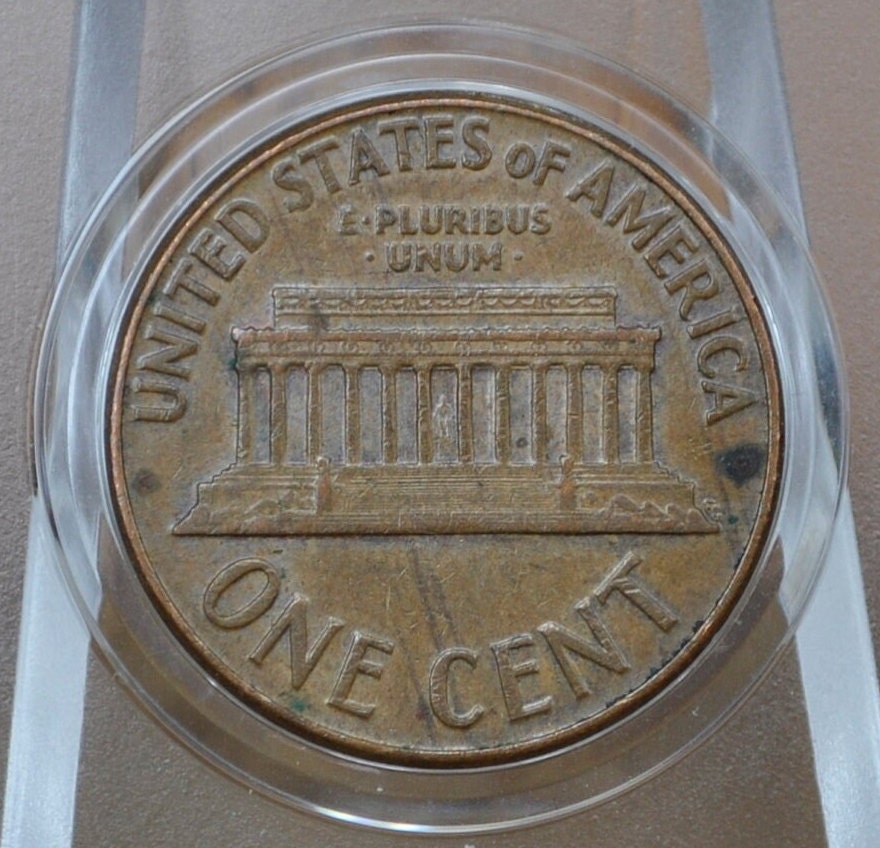 UNITED STATES OF AMERICA
E·PLURIBUS
·UNUM·
ONE CENT